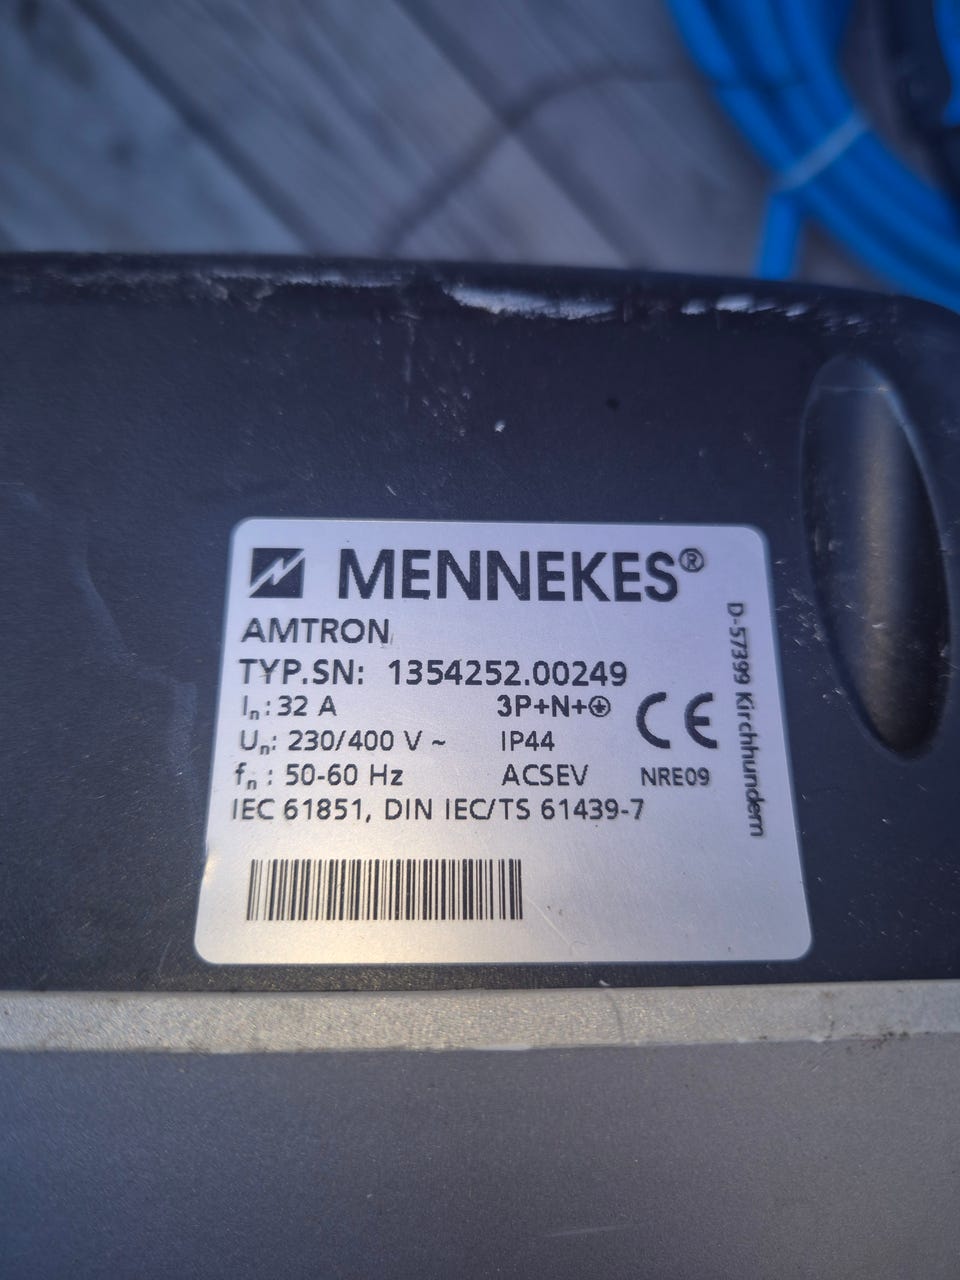 MENNEKES®
AMTRON
TYP.SN: 1354252.00249
In: 32 A 3P+N+⏚
Un: 230/400 V ~ IP44
fn: 50-60 Hz ACSEV
CE
NRE09
IEC 61851, DIN IEC/TS 61439-7
D-57399 Kirchhundem